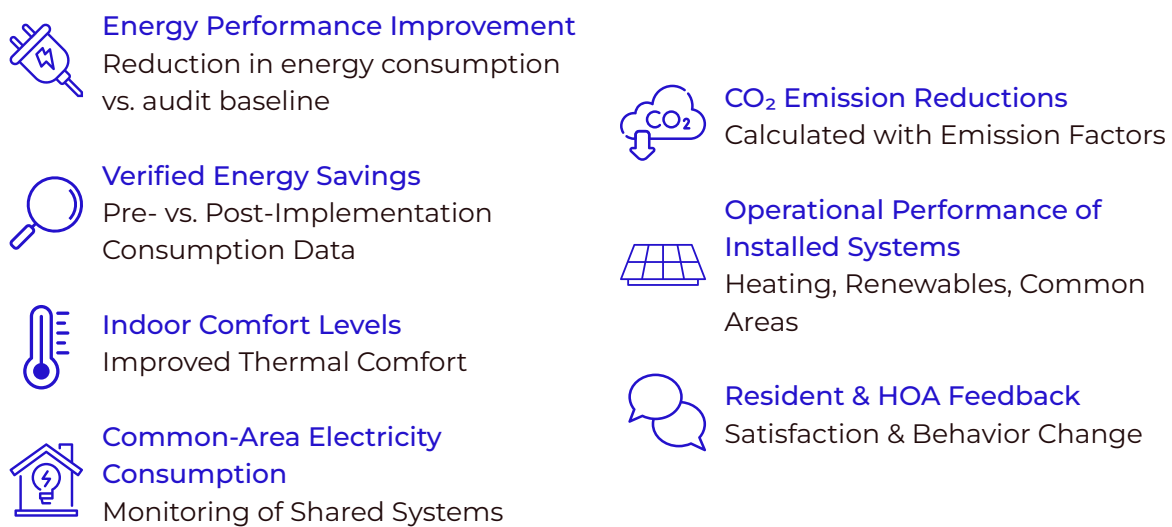 Energy Performance Improvement
Reduction in energy consumption
vs. audit baseline
Verified Energy Savings
Pre- vs. Post-Implementation
Consumption Data
Indoor Comfort Levels
Improved Thermal Comfort
Common-Area Electricity
Consumption
Monitoring of Shared Systems
CO₂
CO₂ Emission Reductions
Calculated with Emission Factors
Operational Performance of
Installed Systems
Heating, Renewables, Common
Areas
Resident & HOA Feedback
Satisfaction & Behavior Change